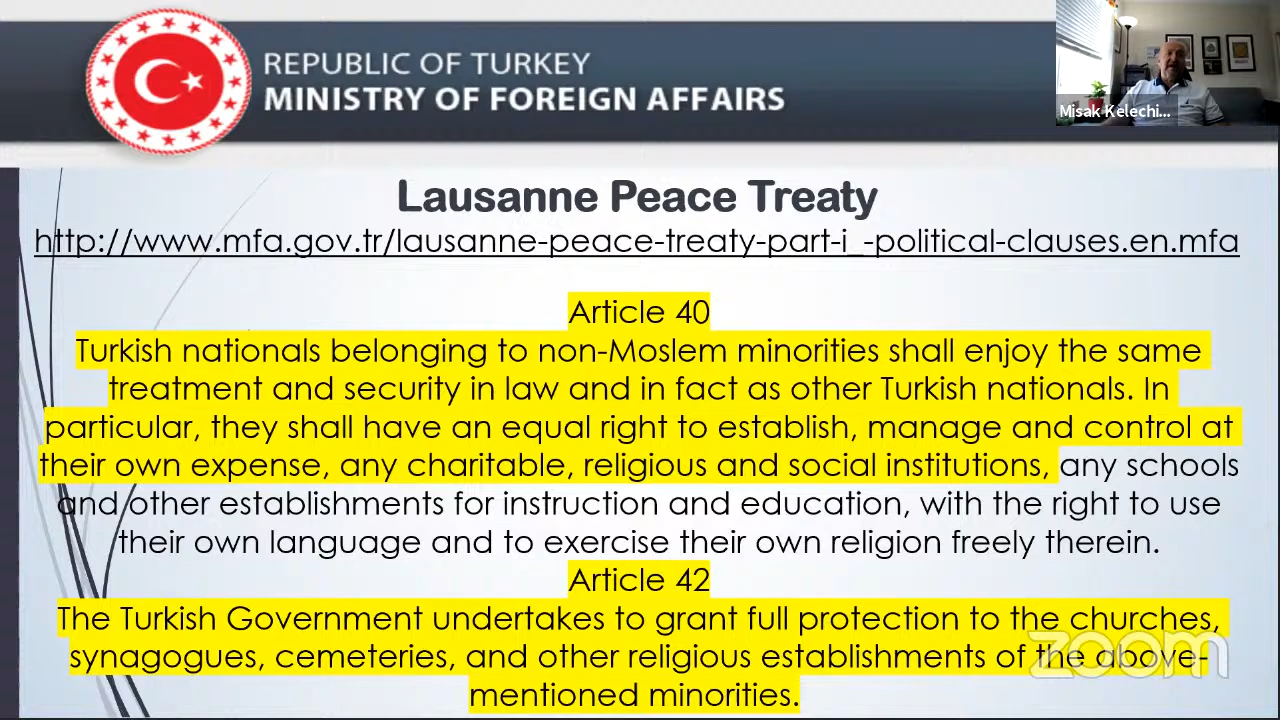 REPUBLIC OF TURKEY
MINISTRY OF FOREIGN AFFAIRS
Misak Kelechi...
Lausanne Peace Treaty
http://www.mfa.gov.tr/lausanne-peace-treaty-part-i_-political-clauses.en.mfa
Article 40
Turkish nationals belonging to non-Moslem minorities shall enjoy the same
treatment and security in law and in fact as other Turkish nationals. In
particular, they shall have an equal right to establish, manage and control at
their own expense, any charitable, religious and social institutions, any schools
and other establishments for instruction and education, with the right to use
their own language and to exercise their own religion freely therein.
Article 42
The Turkish Government undertakes to grant full protection to the churches,
synagogues, cemeteries, and other religious establishments of the above-
mentioned minorities.
zoom